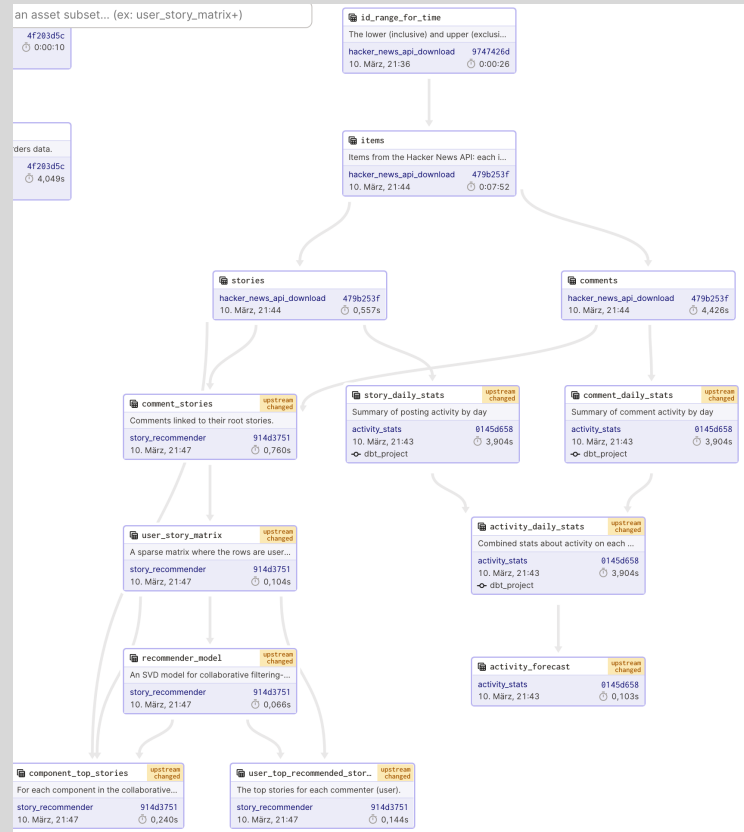 an asset subset... (ex: user_story_matrix+)
4f203d5c
0:00:10
rders data.
4f203d5c
4,049s
id_range_for_time
The lower (inclusive) and upper (exclusi...
hacker_news_api_download 9747426d
10. März, 21:36 0:00:26
items
Items from the Hacker News API: each i...
hacker_news_api_download 479b253f
10. März, 21:44 0:07:52
stories
hacker_news_api_download 479b253f
10. März, 21:44 0,557s
comments
hacker_news_api_download 479b253f
10. März, 21:44 4,426s
comment_stories upstream
changed
Comments linked to their root stories.
story_recommender 914d3751
10. März, 21:47 0,760s
story_daily_stats upstream
changed
Summary of posting activity by day
activity_stats 0145d658
10. März, 21:43 3,904s
dbt_project
comment_daily_stats upstream
changed
Summary of comment activity by day
activity_stats 0145d658
10. März, 21:43 3,904s
dbt_project
user_story_matrix upstream
changed
A sparse matrix where the rows are user...
story_recommender 914d3751
10. März, 21:47 0,104s
activity_daily_stats upstream
changed
Combined stats about activity on each ...
activity_stats 0145d658
10. März, 21:43 3,904s
dbt_project
recommender_model upstream
changed
An SVD model for collaborative filtering-...
story_recommender 914d3751
10. März, 21:47 0,066s
activity_forecast upstream
changed
activity_stats 0145d658
10. März, 21:43 0,103s
component_top_stories upstream
changed
For each component in the collaborative...
story_recommender 914d3751
10. März, 21:47 0,240s
user_top_recommended_stor... upstream
changed
The top stories for each commenter (user).
story_recommender 914d3751
10. März, 21:47 0,144s